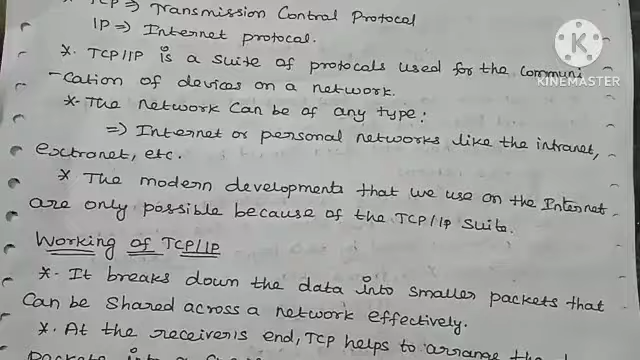 * TCP ⇒ Transmission Control Protocol
IP ⇒ Internet protocol.
* TCP/IP is a suite of protocols used for the communi
-cation of devices on a network.
* The network can be of any type:
⇒ Internet or personal networks like the intranet,
extranet, etc.
* The modern developments that we use on the Internet
are only possible because of the TCP/IP suite.
Working of TCP/IP
*. It breaks down the data into smaller packets that
can be shared across a network effectively.
*. At the receiver's end, TCP helps to arrange the
Packets into a
K
KINEMASTER